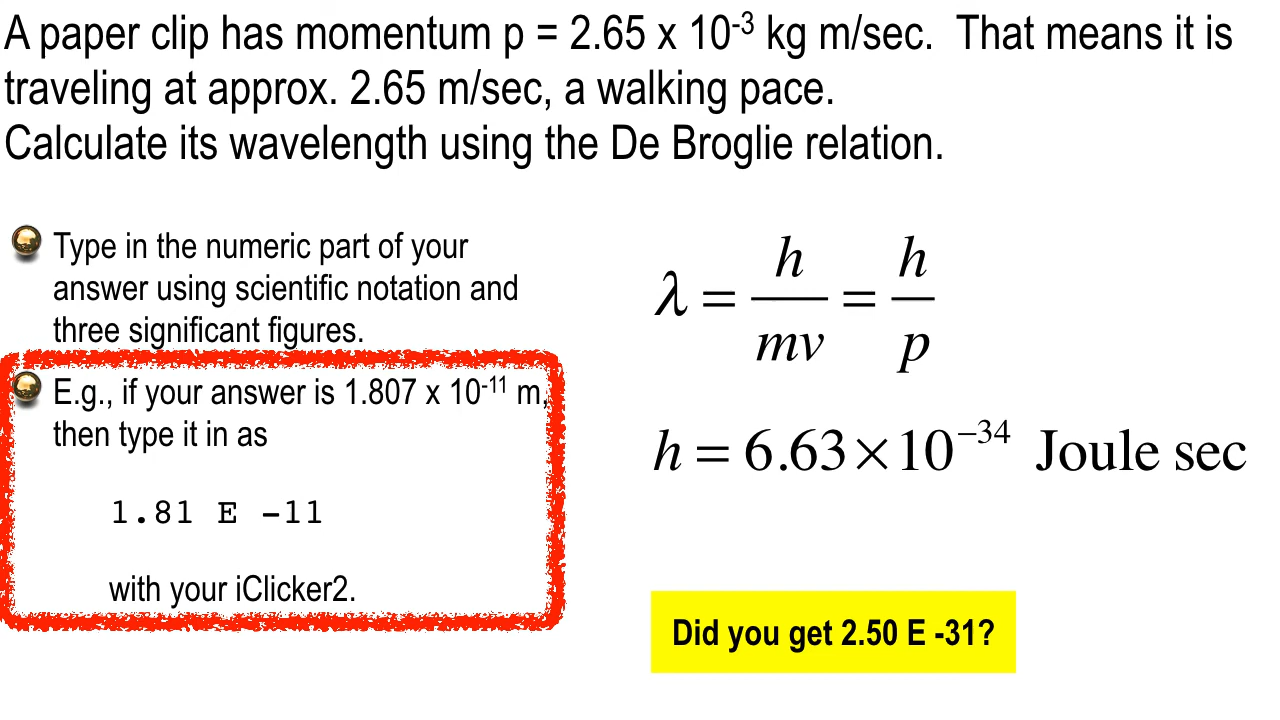 A paper clip has momentum p = 2.65 x 10⁻³ kg m/sec.  That means it is
traveling at approx. 2.65 m/sec, a walking pace.
Calculate its wavelength using the De Broglie relation.
Type in the numeric part of your
answer using scientific notation and
three significant figures.
E.g., if your answer is 1.807 x 10⁻¹¹ m,
then type it in as
1.81 E -11
with your iClicker2.
λ = h/mv = h/p
h = 6.63×10⁻³⁴ Joule sec
Did you get 2.50 E -31?